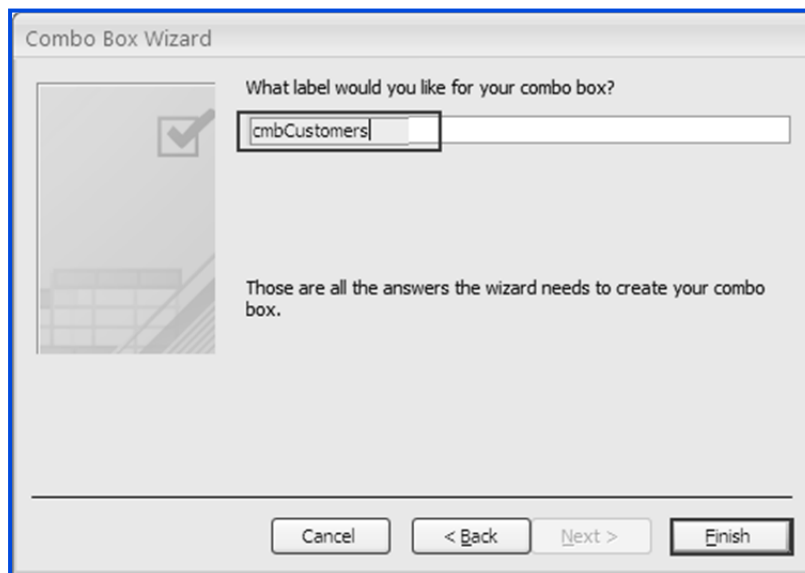 Combo Box Wizard
What label would you like for your combo box?
cmbCustomers
Those are all the answers the wizard needs to create your combo
box.
Cancel
< Back
Next >
Finish